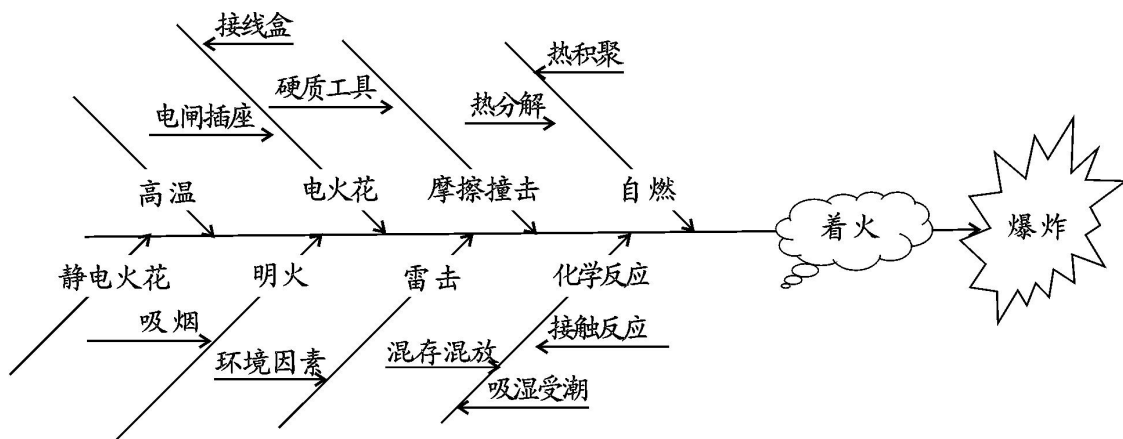 接线盒
硬质工具
热积聚
电闸插座
热分解
高温
电火花
摩擦撞击
自燃
着火
爆炸
静电火花
明火
雷击
化学反应
吸烟
环境因素
混存混放
接触反应
吸湿受潮